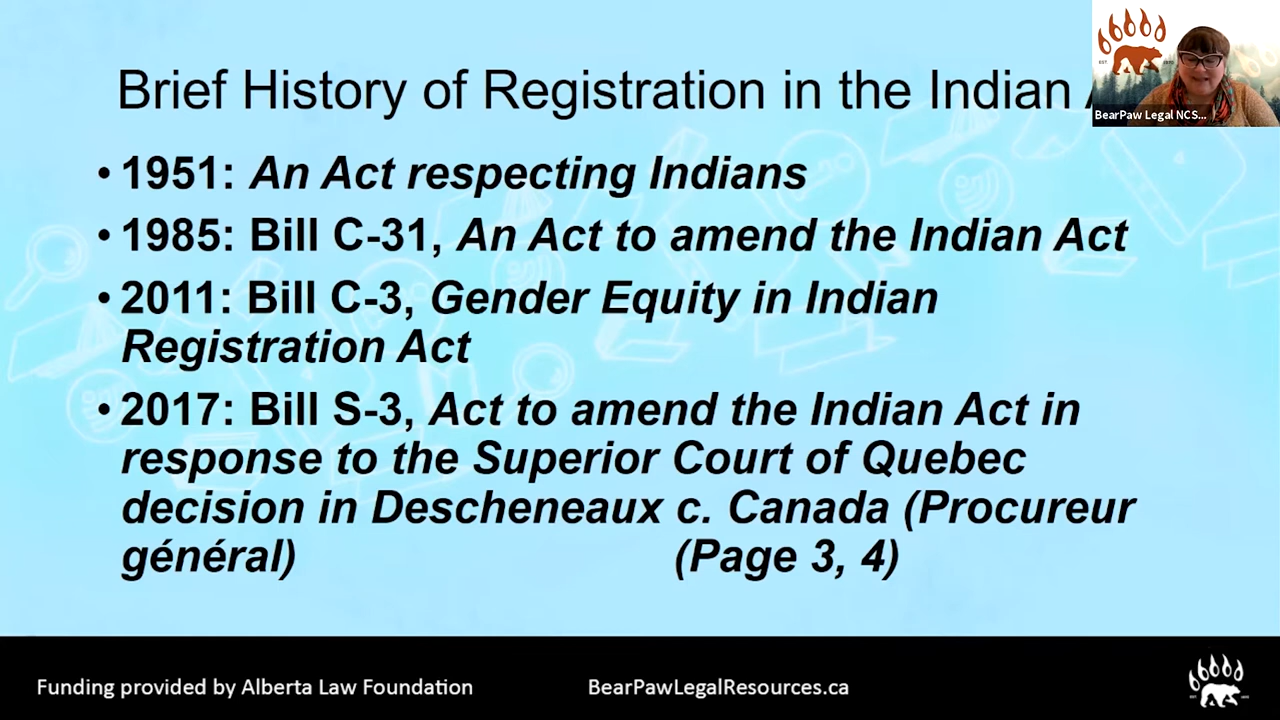 Brief History of Registration in the Indian
BearPaw Legal NCS...
• 1951: An Act respecting Indians
• 1985: Bill C-31, An Act to amend the Indian Act
• 2011: Bill C-3, Gender Equity in Indian
Registration Act
• 2017: Bill S-3, Act to amend the Indian Act in
response to the Superior Court of Quebec
decision in Descheneaux c. Canada (Procureur
général) (Page 3, 4)
Funding provided by Alberta Law Foundation
BearPawLegalResources.ca